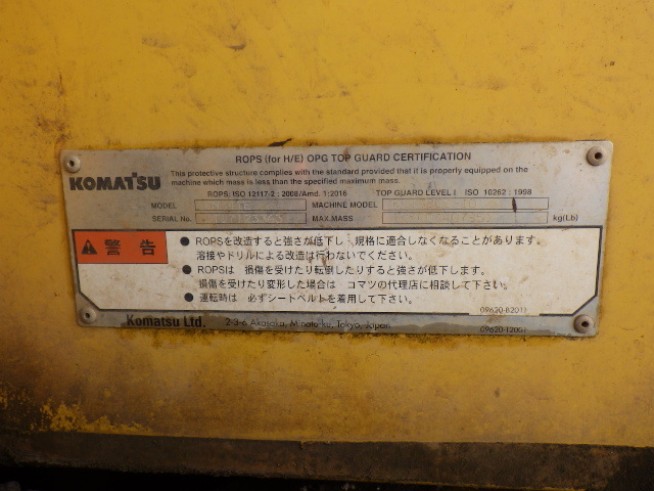 ROPS (for H/E) OPG TOP GUARD CERTIFICATION
KOMATSU
This protective structure complies with the standard provided that it is properly equipped on the
machine which mass is less than the specified maximum mass.
ROPS, ISO 12117-2 : 2008/Amd. 1:2016 TOP GUARD LEVEL I ISO 10262 : 1998
MODEL MACHINE MODEL
SERIAL No. MAX.MASS kg(Lb)
警告
● ROPSを改造すると強さが低下し 規格に適合しなくなることがあります。
溶接やドリルによる改造は行わないでください。
● ROPSは 損傷を受けたり転倒したりすると強さが低下します。
損傷を受けたり変形した場合は コマツの代理店に相談して下さい。
● 運転時は 必ずシートベルトを着用して下さい。
09620-B2011
Komatsu Ltd. 2-3-6 Akasaka, Minato-ku, Tokyo, Japan